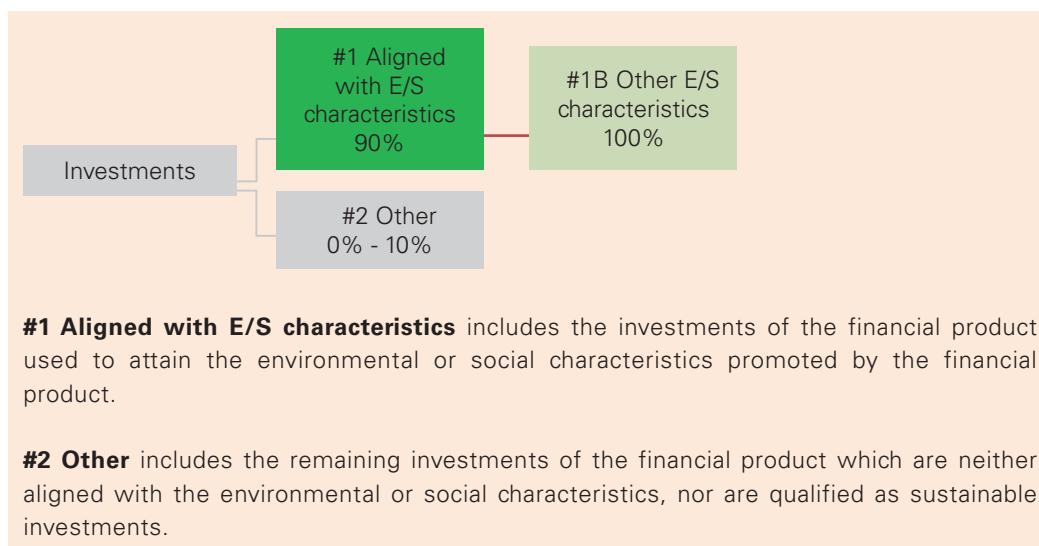 #1 Aligned
with E/S
characteristics
90%
#1B Other E/S
characteristics
100%
Investments
#2 Other
0% - 10%
#1 Aligned with E/S characteristics includes the investments of the financial product
used to attain the environmental or social characteristics promoted by the financial
product.
#2 Other includes the remaining investments of the financial product which are neither
aligned with the environmental or social characteristics, nor are qualified as sustainable
investments.